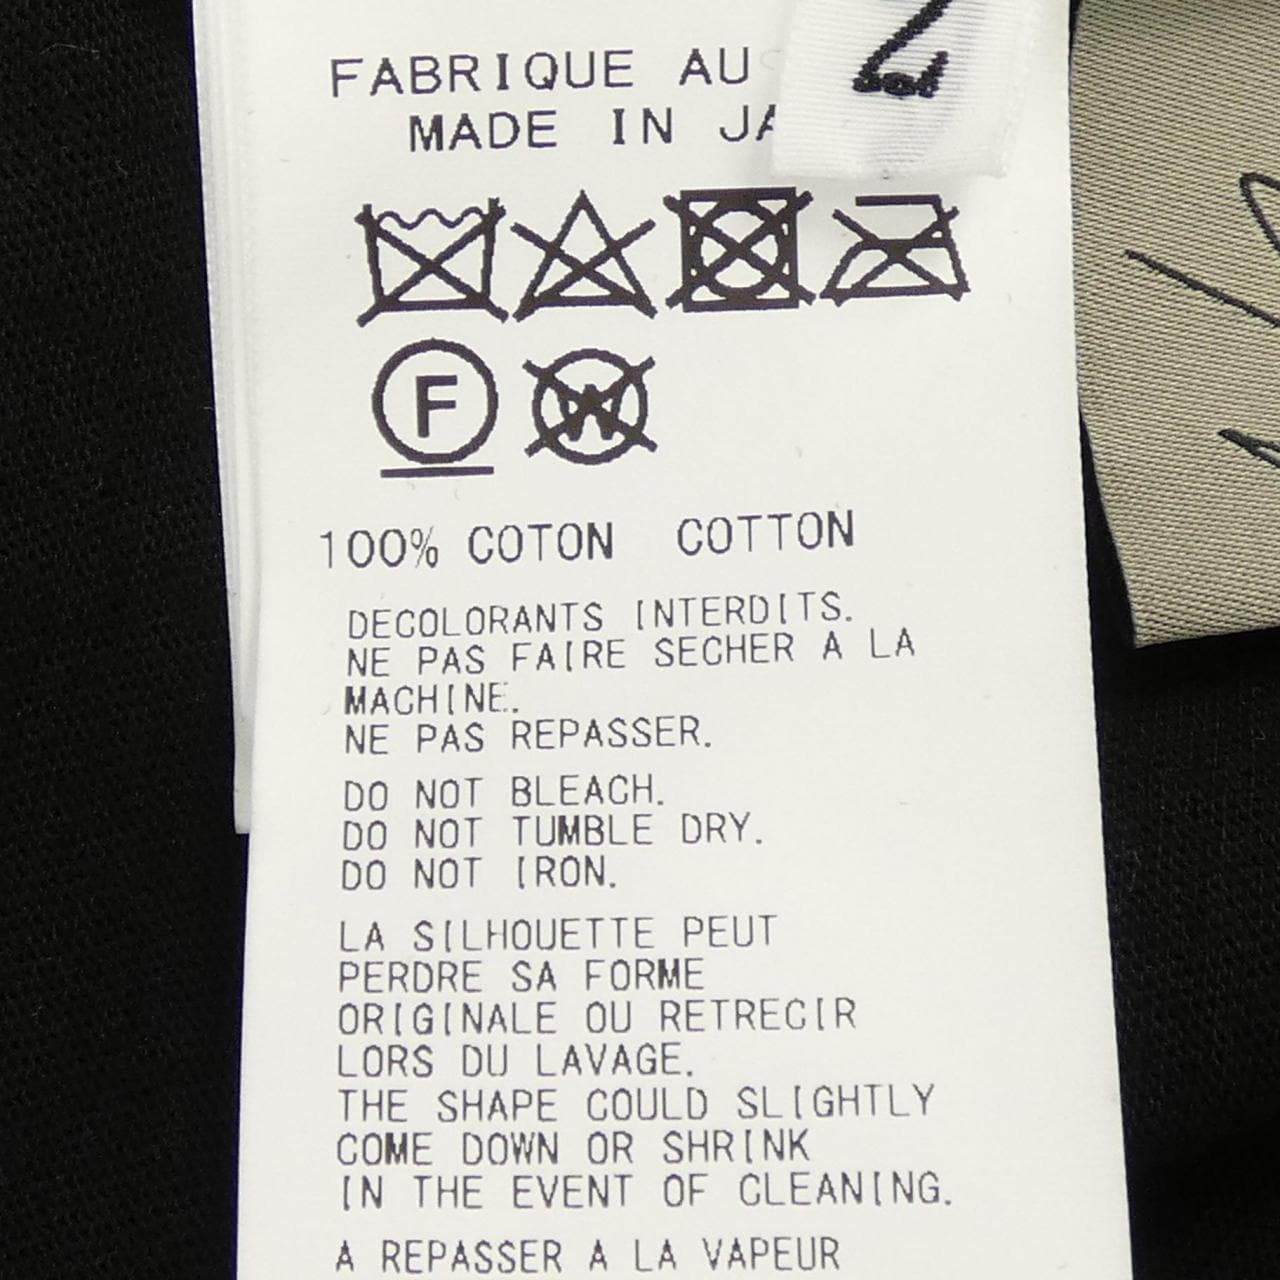 FABRIQUE AU
MADE IN
2
F
W
100% COTON COTTON
DECOLORANTS INTERDITS.
NE PAS FAIRE SECHER A LA
MACHINE.
NE PAS REPASSER.
DO NOT BLEACH.
DO NOT TUMBLE DRY.
DO NOT IRON.
LA SILHOUETTE PEUT
PERDRE SA FORME
ORIGINALE OU RETRECIR
LORS DU LAVAGE.
THE SHAPE COULD SLIGHTLY
COME DOWN OR SHRINK
IN THE EVENT OF CLEANING.
A REPASSER A LA VAPEUR